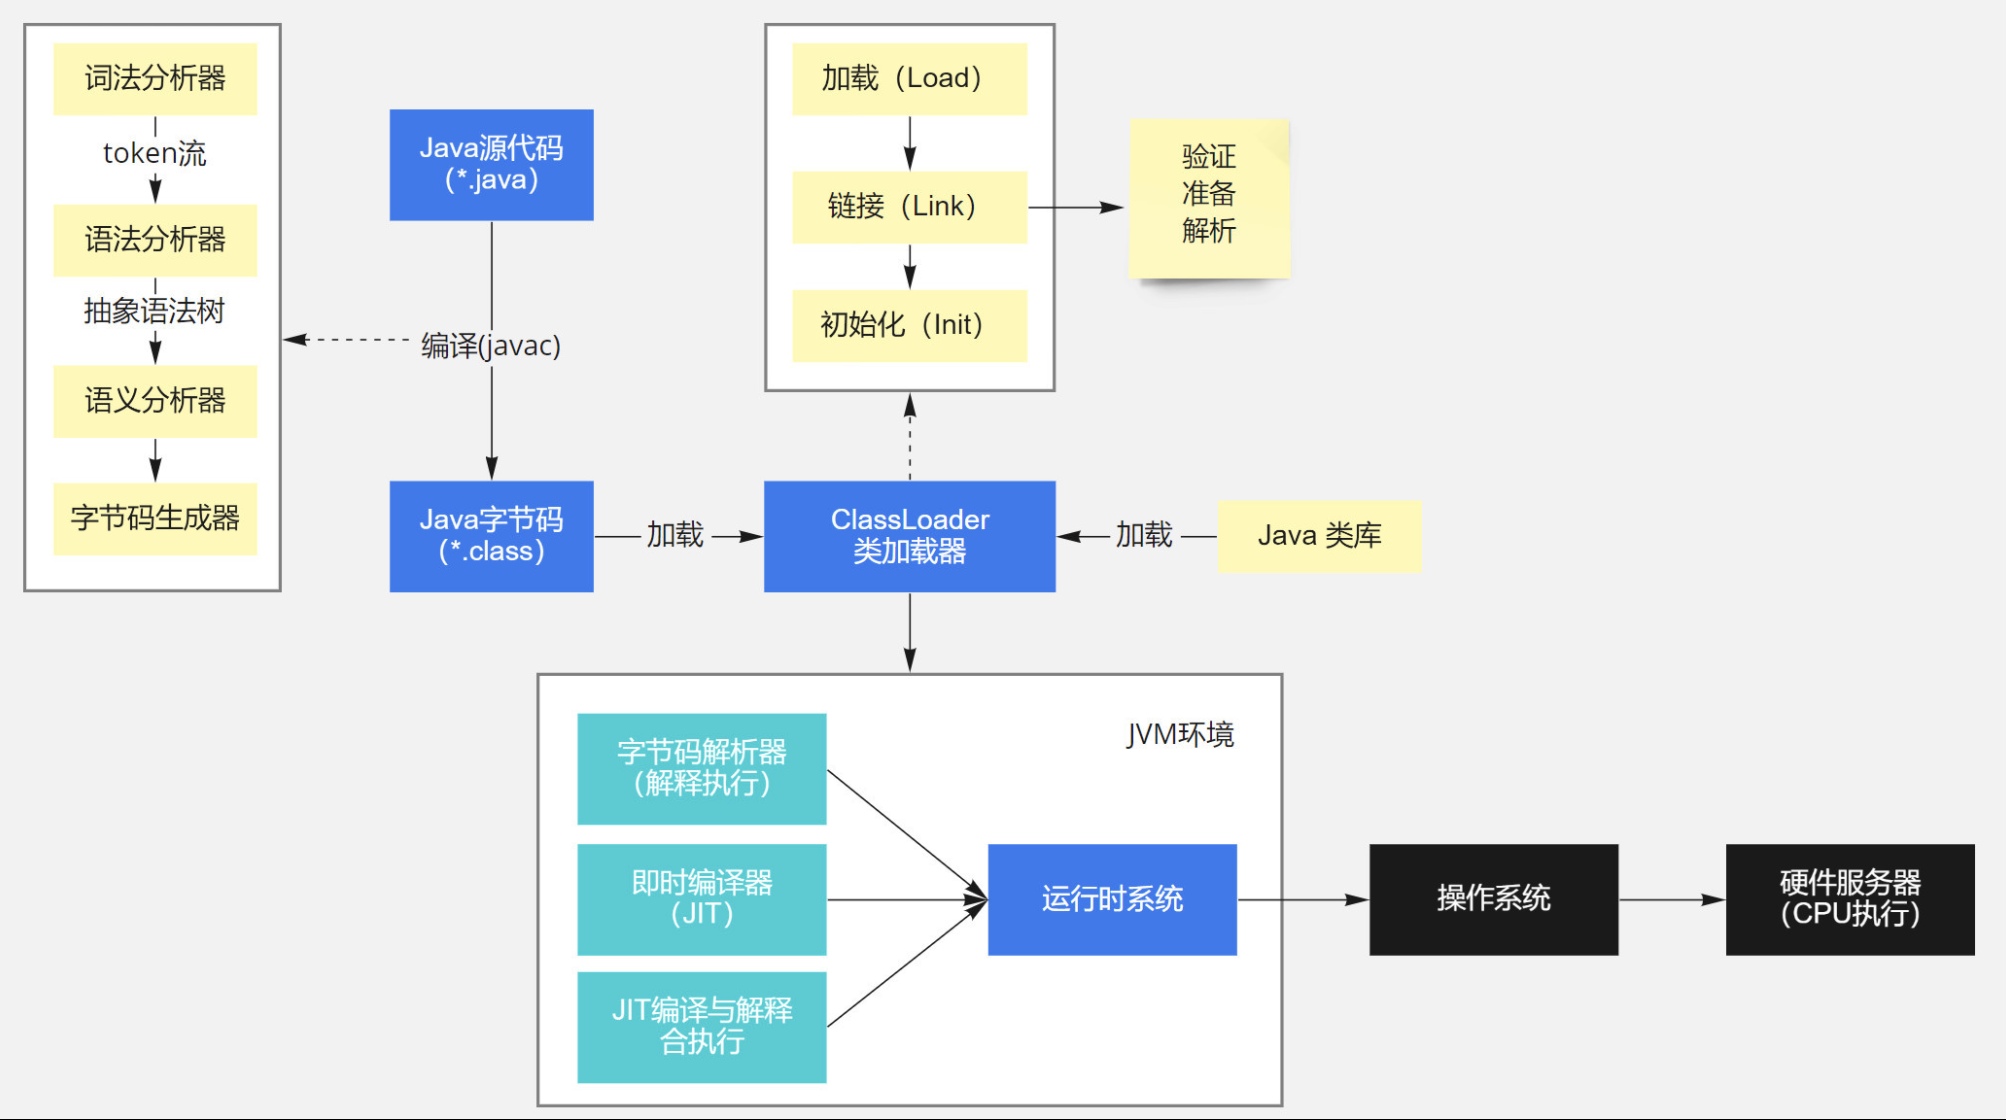 词法分析器
token流
语法分析器
抽象语法树
语义分析器
字节码生成器
Java源代码
(*.java)
编译(javac)
Java字节码
(*.class)
加载
加载（Load）
链接（Link）
初始化（Init）
验证
准备
解析
ClassLoader
类加载器
加载
Java 类库
JVM环境
字节码解析器
（解释执行）
即时编译器
（JIT）
JIT编译与解释
合执行
运行时系统
操作系统
硬件服务器
（CPU执行）